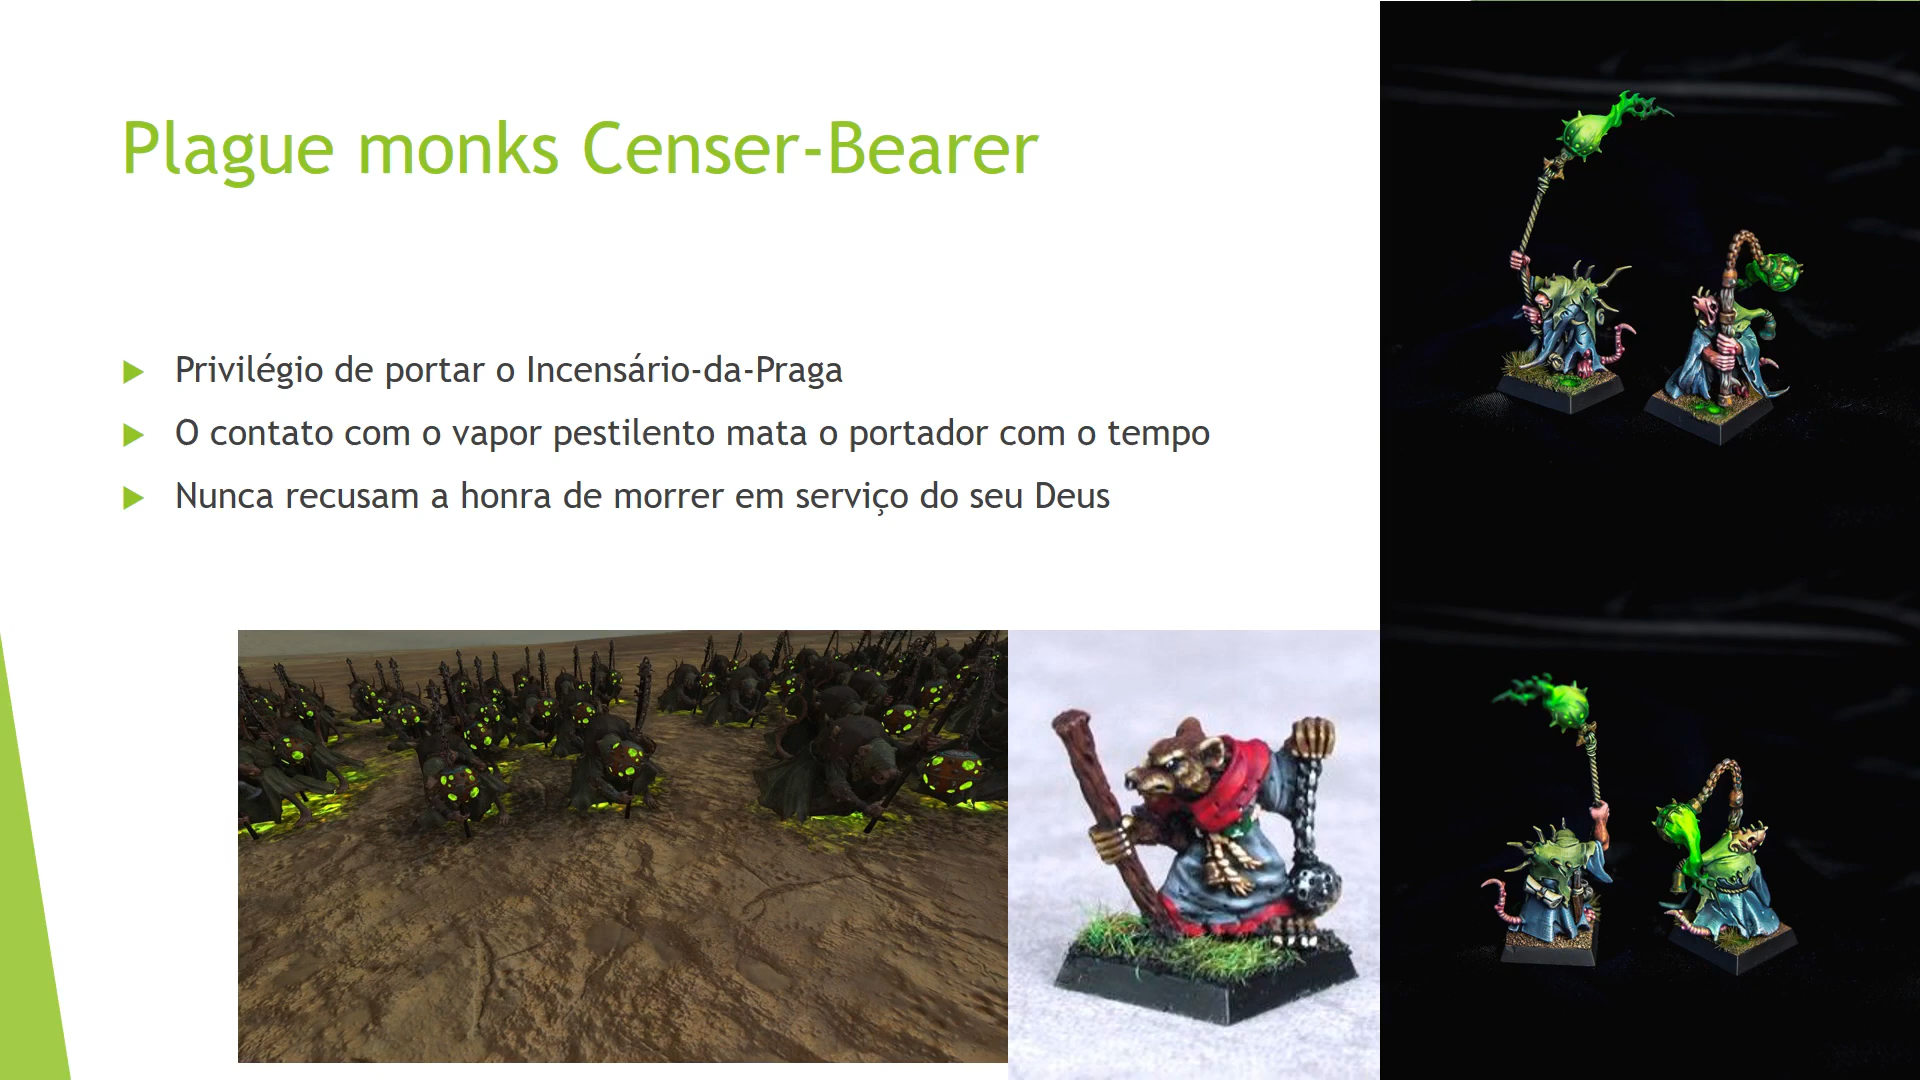 Plague monks Censer-Bearer
Privilégio de portar o Incensário-da-Praga
O contato com o vapor pestilento mata o portador com o tempo
Nunca recusam a honra de morrer em serviço do seu Deus